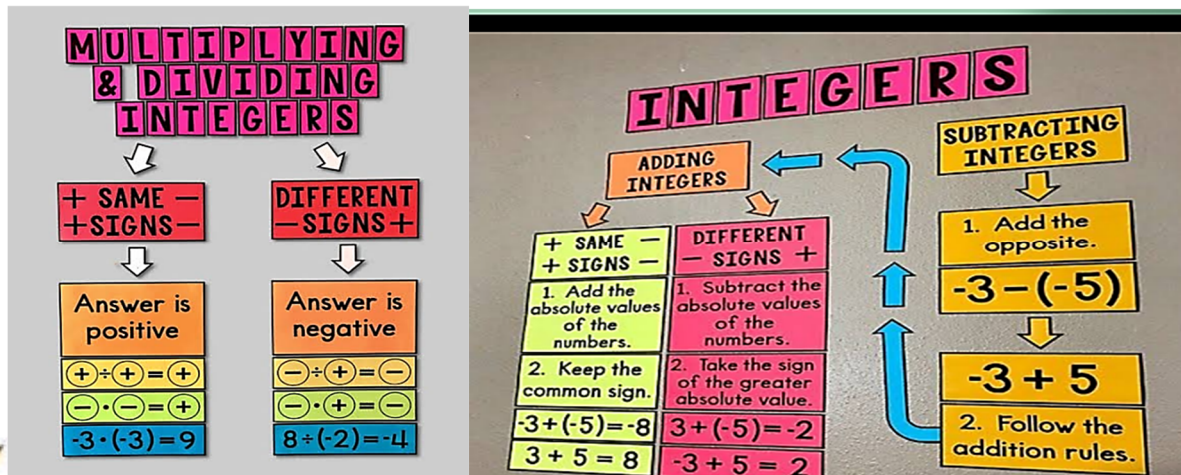 MULTIPLYING
& DIVIDING
INTEGERS
+ SAME −
+ SIGNS −
Answer is
positive
+ ÷ + = +
− · − = +
-3 · (-3) = 9
DIFFERENT
− SIGNS +
Answer is
negative
− ÷ + = −
− · + = −
8 ÷ (-2) = -4
INTEGERS
ADDING
INTEGERS
+ SAME −
+ SIGNS −
1. Add the
absolute values
of the
numbers.
2. Keep the
common sign.
-3 + (-5) = -8
3 + 5 = 8
DIFFERENT
− SIGNS +
1. Subtract the
absolute values
of the
numbers.
2. Take the sign
of the greater
absolute value.
3 + (-5) = -2
-3 + 5 = 2
SUBTRACTING
INTEGERS
1. Add the
opposite.
-3 − (-5)
-3 + 5
2. Follow the
addition rules.